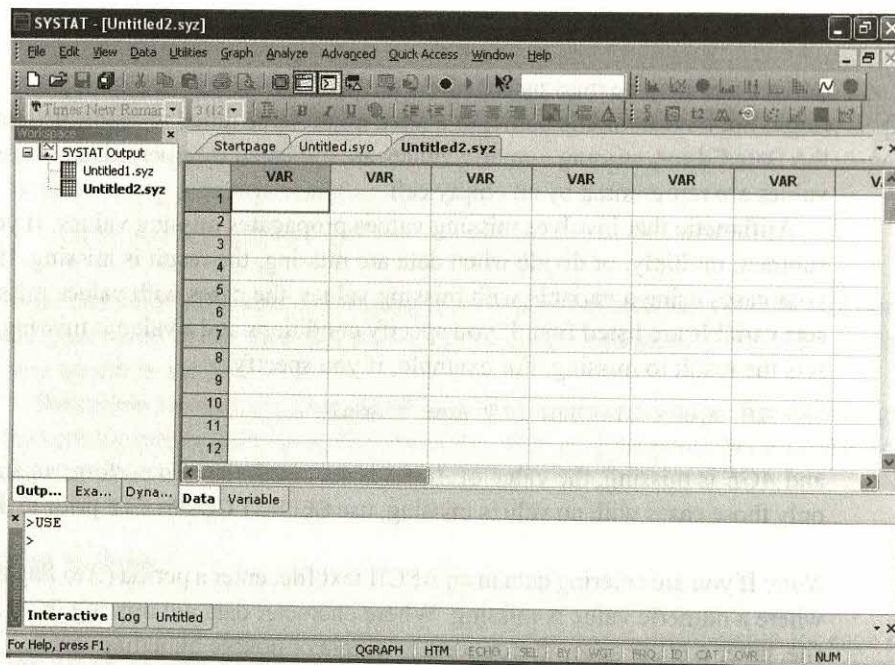 SYSTAT - [Untitled2.syz]
File Edit View Data Utilities Graph Analyze Advanced Quick Access Window Help
Times New Roman
Workspace
SYSTAT Output
Untitled1.syz
Untitled2.syz
Startpage Untitled.syo Untitled2.syz
VAR VAR VAR VAR VAR VAR V.
1
2
3
4
5
6
7
8
9
10
11
12
Outp... Exa... Dyna...
Data Variable
>USE
>
Interactive Log Untitled
For Help, press F1.
QGRAPH HTM ECHO SEL BY WGT FRQ ID CAT OVR NUM